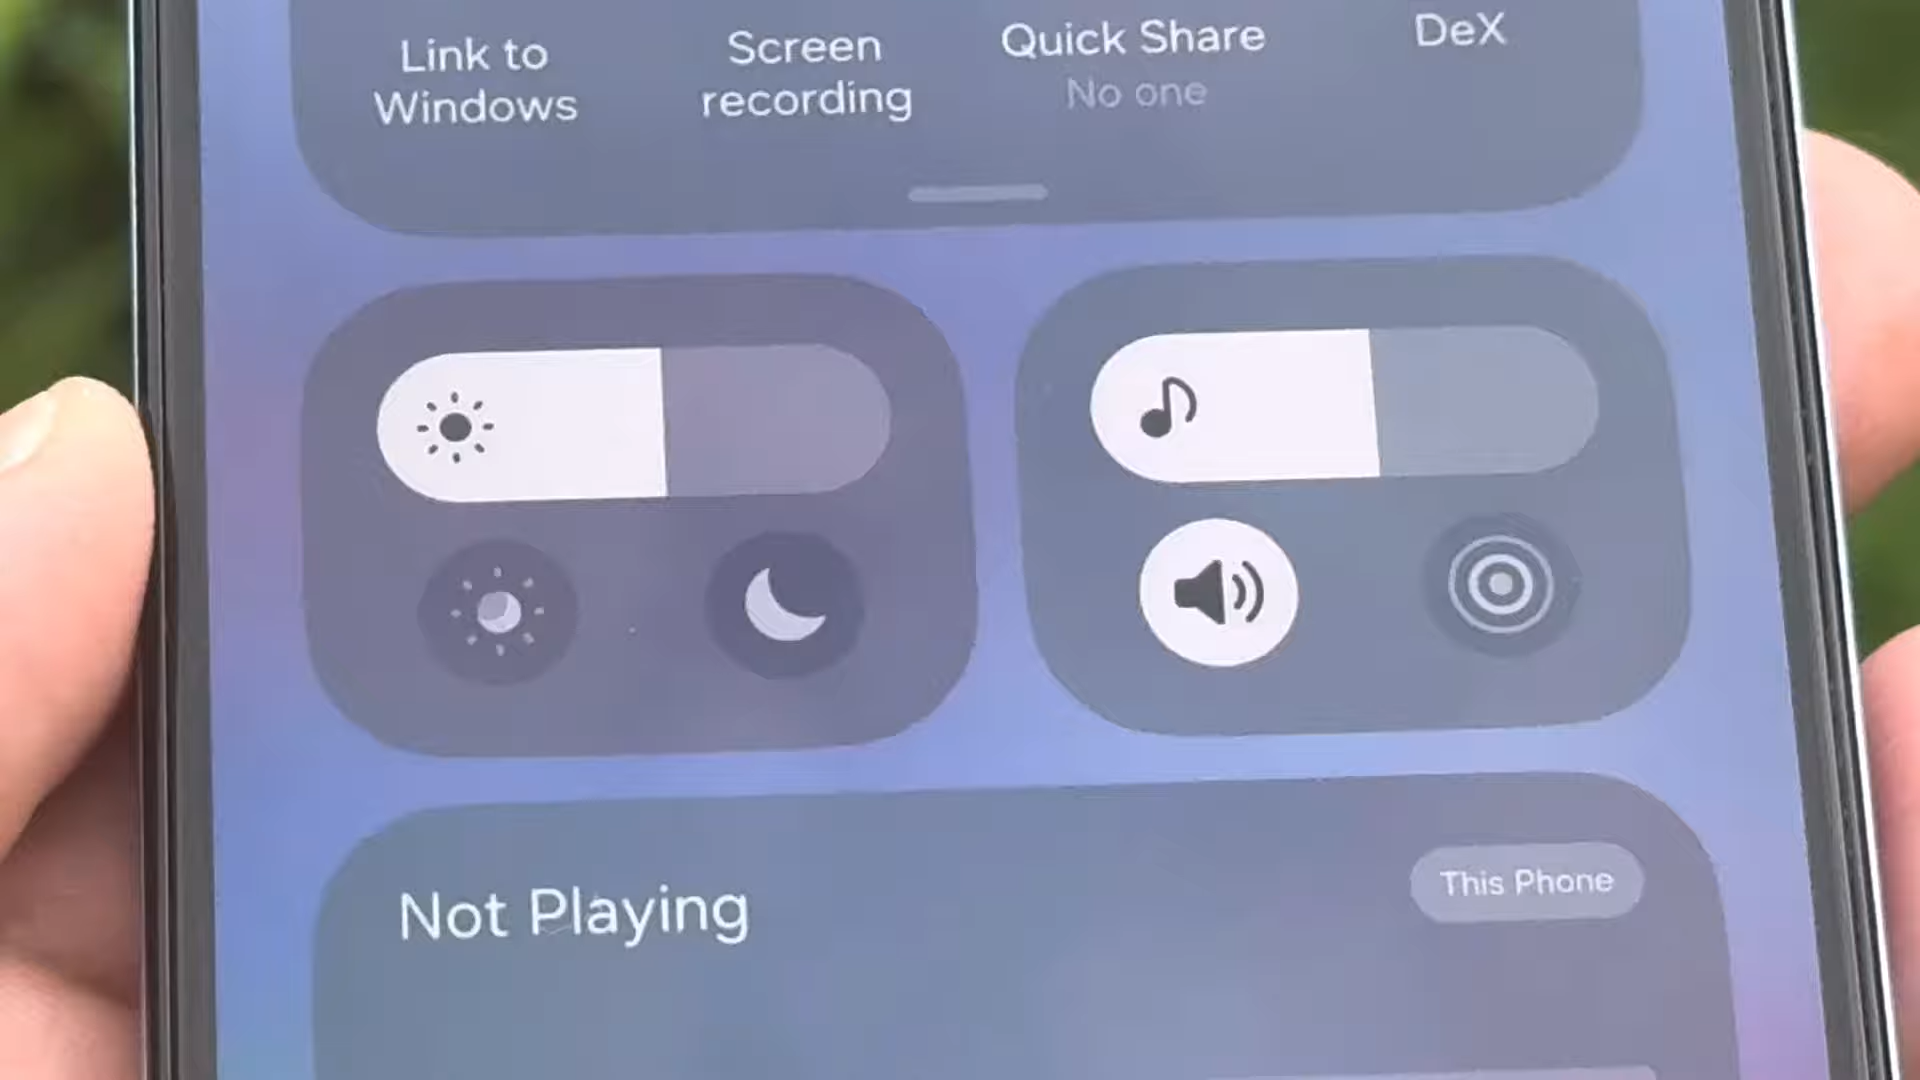 Link to
Windows
Screen
recording
Quick Share
No one
DeX
Not Playing
This Phone